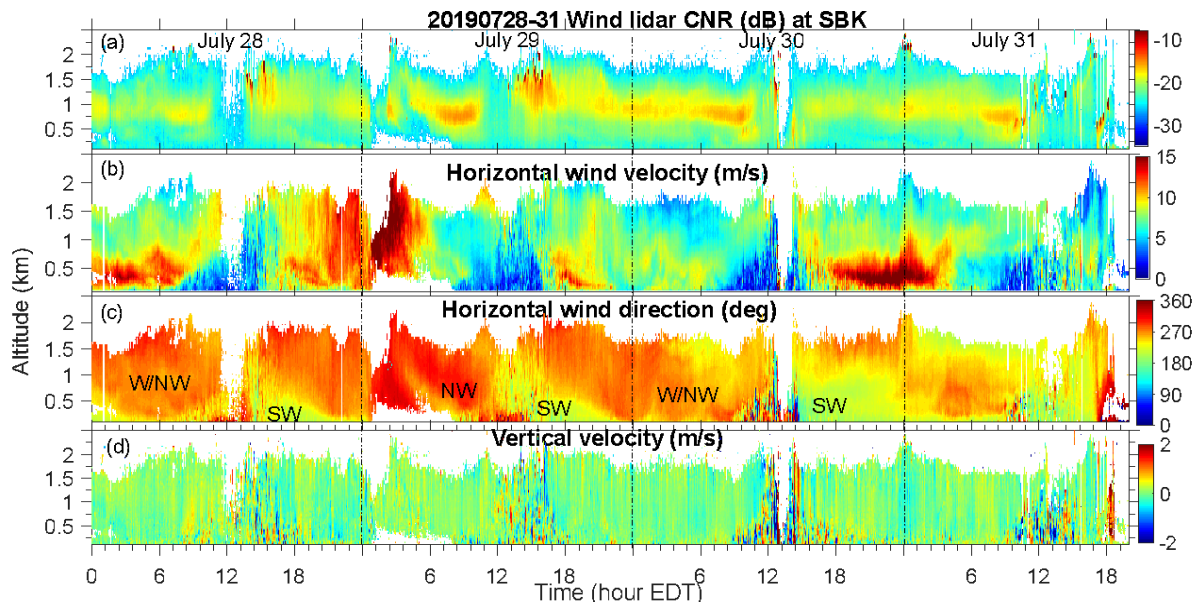 20190728-31 Wind lidar CNR (dB) at SBK
(a)
July 28
July 29
July 30
July 31
2
1.5
1
0.5
-10
-20
-30
(b)
Horizontal wind velocity (m/s)
2
1.5
1
0.5
15
10
5
0
Altitude (km)
(c)
Horizontal wind direction (deg)
2
1.5
1
0.5
W/NW
SW
NW
SW
W/NW
SW
360
270
180
90
0
(d)
Vertical velocity (m/s)
2
1.5
1
0.5
2
0
-2
0 6 12 18 6 12 18 6 12 18 6 12 18
Time (hour EDT)